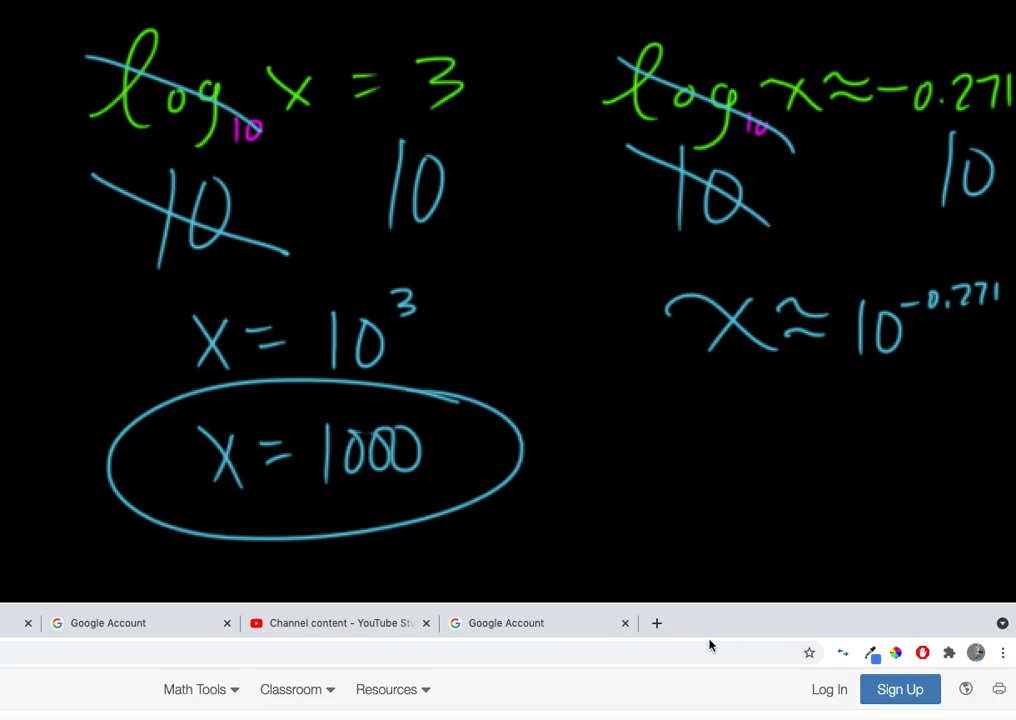 log10 x = 3
10 10
x = 10^3
x = 1000
log10 x ≈ -0.271
10 10
x ≈ 10^-0.271
Google Account
Channel content - YouTube Stu
Google Account
Math Tools Classroom Resources
Log In Sign Up